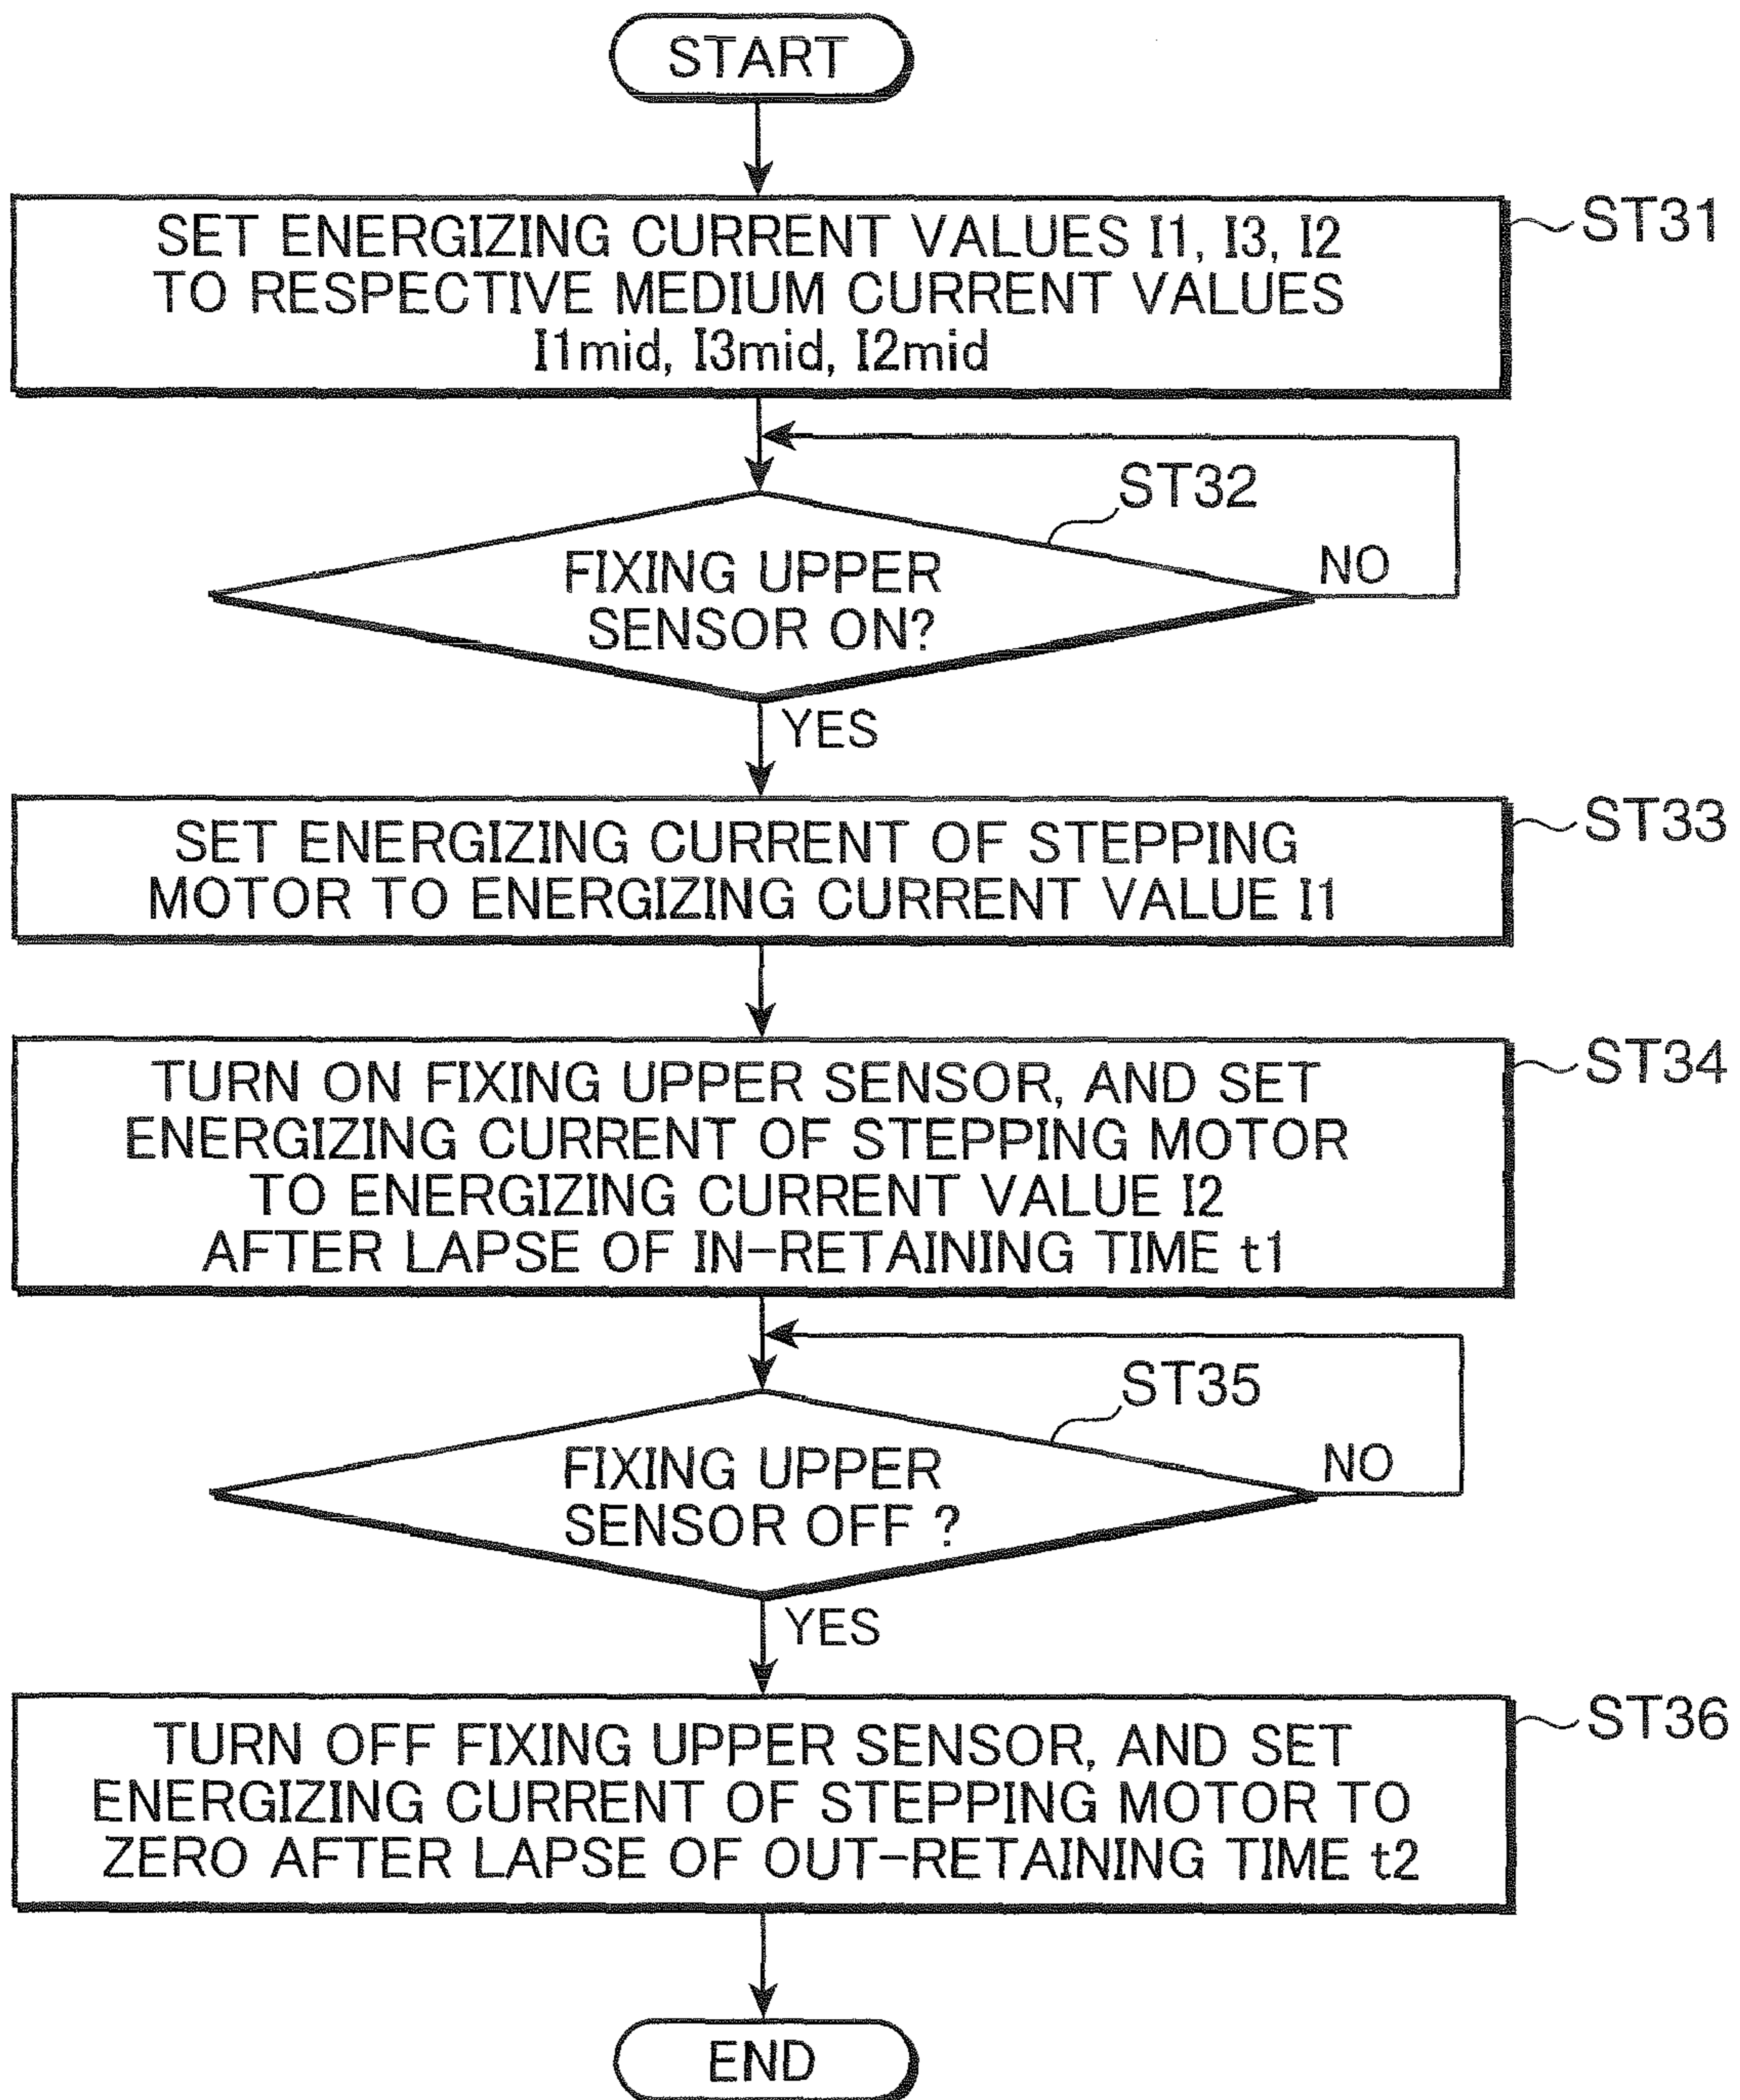 START
SET ENERGIZING CURRENT VALUES I1, I3, I2
TO RESPECTIVE MEDIUM CURRENT VALUES
I1mid, I3mid, I2mid
ST31
ST32
FIXING UPPER
SENSOR ON?
NO
YES
SET ENERGIZING CURRENT OF STEPPING
MOTOR TO ENERGIZING CURRENT VALUE I1
ST33
TURN ON FIXING UPPER SENSOR, AND SET
ENERGIZING CURRENT OF STEPPING MOTOR
TO ENERGIZING CURRENT VALUE I2
AFTER LAPSE OF IN-RETAINING TIME t1
ST34
ST35
FIXING UPPER
SENSOR OFF ?
NO
YES
TURN OFF FIXING UPPER SENSOR, AND SET
ENERGIZING CURRENT OF STEPPING MOTOR TO
ZERO AFTER LAPSE OF OUT-RETAINING TIME t2
ST36
END